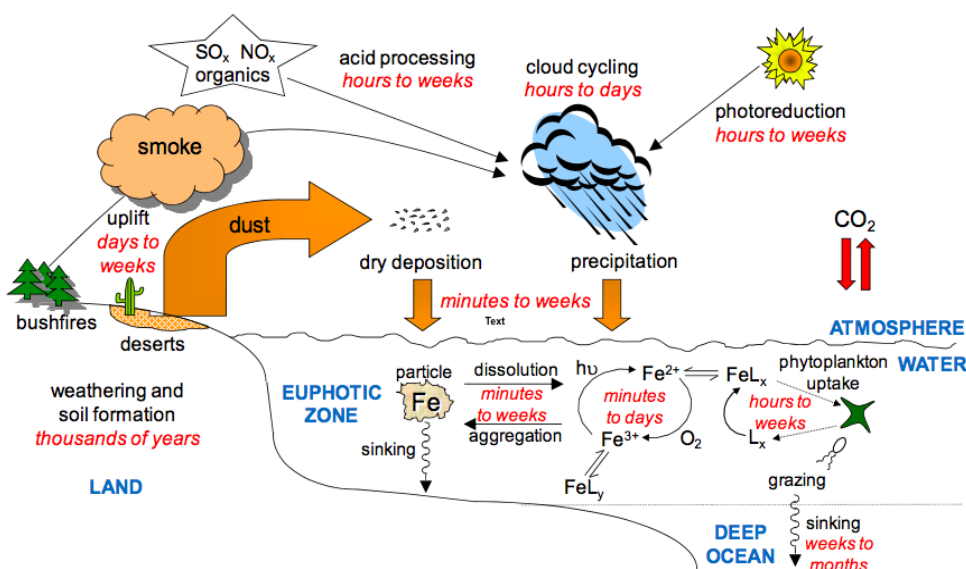 SOx NOx
organics
acid processing
hours to weeks
cloud cycling
hours to days
photoreduction
hours to weeks
smoke
uplift
days to
weeks
dust
dry deposition
precipitation
CO2
bushfires
deserts
minutes to weeks
Text
ATMOSPHERE
WATER
weathering and
soil formation
thousands of years
LAND
EUPHOTIC
ZONE
particle
Fe
sinking
dissolution
minutes
to weeks
aggregation
hυ
Fe2+
minutes
to days
Fe3+
O2
FeLy
FeLx
hours to
weeks
Lx
phytoplankton
uptake
grazing
sinking
weeks to
months
DEEP
OCEAN